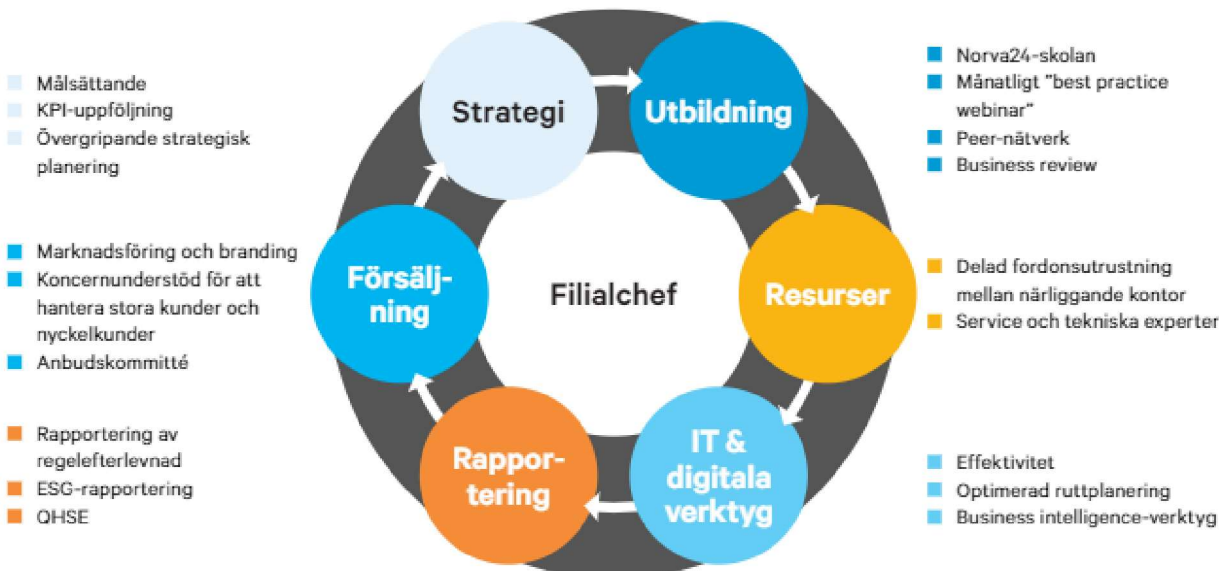 Målsättande
KPI-uppföljning
Övergripande strategisk
planering
Marknadsföring och branding
Koncernunderstöd för att
hantera stora kunder och
nyckelkunder
Anbudskommitté
Rapportering av
regelefterlevnad
ESG-rapportering
QHSE
Strategi
Utbildning
Försälj-
ning
Filialchef
Resurser
Rappor-
tering
IT &
digitala
verktyg
Norva24-skolan
Månatligt "best practice
webinar"
Peer-nätverk
Business review
Delad fordonsutrustning
mellan närliggande kontor
Service och tekniska experter
Effektivitet
Optimerad ruttplanering
Business intelligence-verktyg